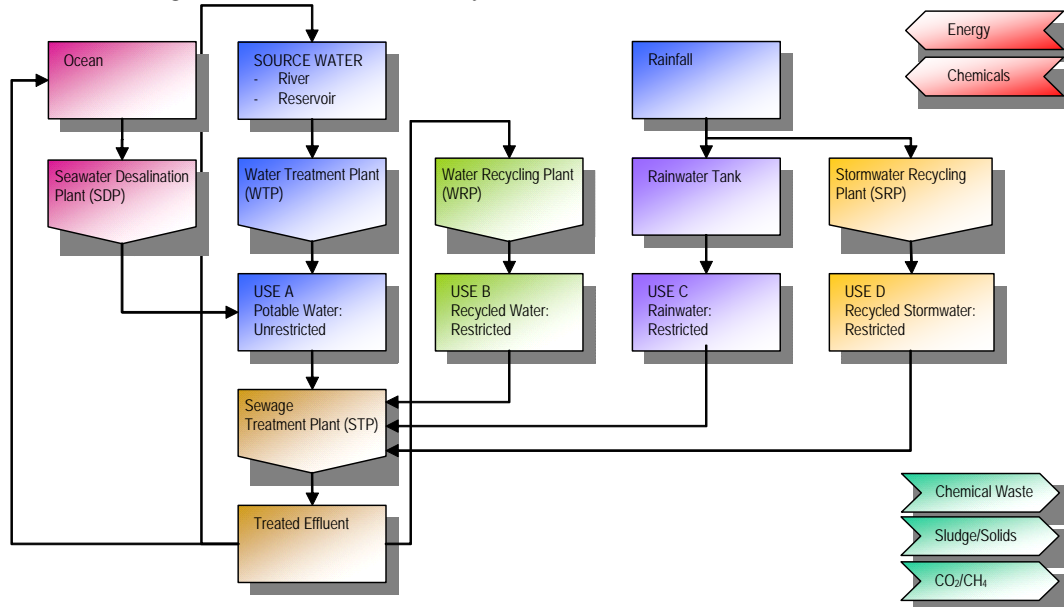 Ocean
SOURCE WATER
- River
- Reservoir
Rainfall
Energy
Chemicals
Seawater Desalination
Plant (SDP)
Water Treatment Plant
(WTP)
Water Recycling Plant
(WRP)
Rainwater Tank
Stormwater Recycling
Plant (SRP)
USE A
Potable Water:
Unrestricted
USE B
Recycled Water:
Restricted
USE C
Rainwater:
Restricted
USE D
Recycled Stormwater:
Restricted
Sewage
Treatment Plant (STP)
Treated Effluent
Chemical Waste
Sludge/Solids
CO₂/CH₄